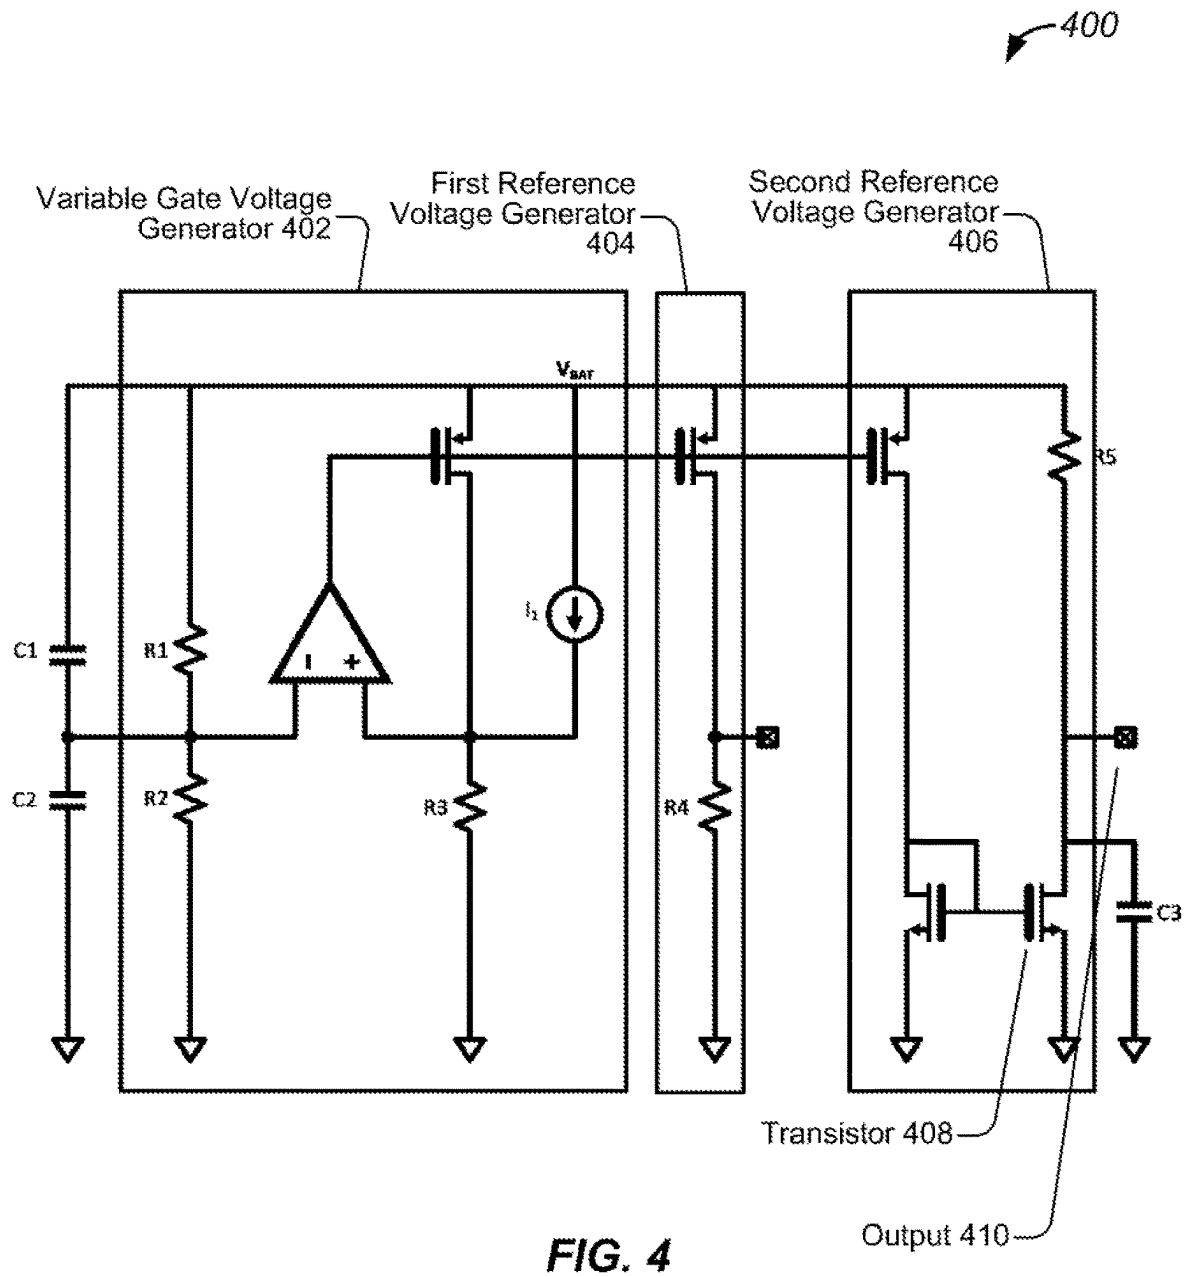 400
Variable Gate Voltage
Generator 402
First Reference
Voltage Generator
404
Second Reference
Voltage Generator
406
VBAT
R5
I1
C1
R1
− +
C2
R2
R3
R4
C3
Transistor 408
Output 410
FIG. 4